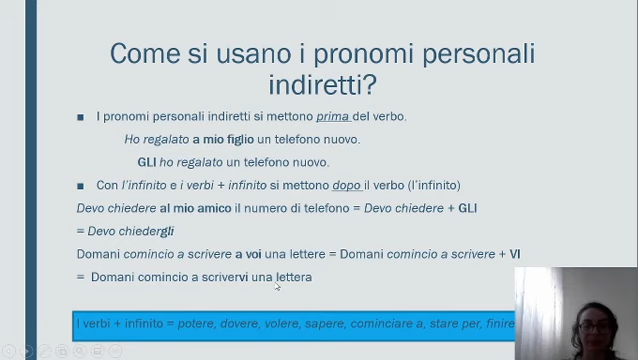 Come si usano i pronomi personali
indiretti?
I pronomi personali indiretti si mettono prima del verbo.
Ho regalato a mio figlio un telefono nuovo.
GLI ho regalato un telefono nuovo.
Con l'infinito e i verbi + infinito si mettono dopo il verbo (l'infinito)
Devo chiedere al mio amico il numero di telefono = Devo chiedere + GLI
= Devo chiedergli
Domani comincio a scrivere a voi una lettere = Domani comincio a scrivere + VI
= Domani comincio a scrivervi una lettera
I verbi + infinito = potere, dovere, volere, sapere, cominciare a, stare per, finire